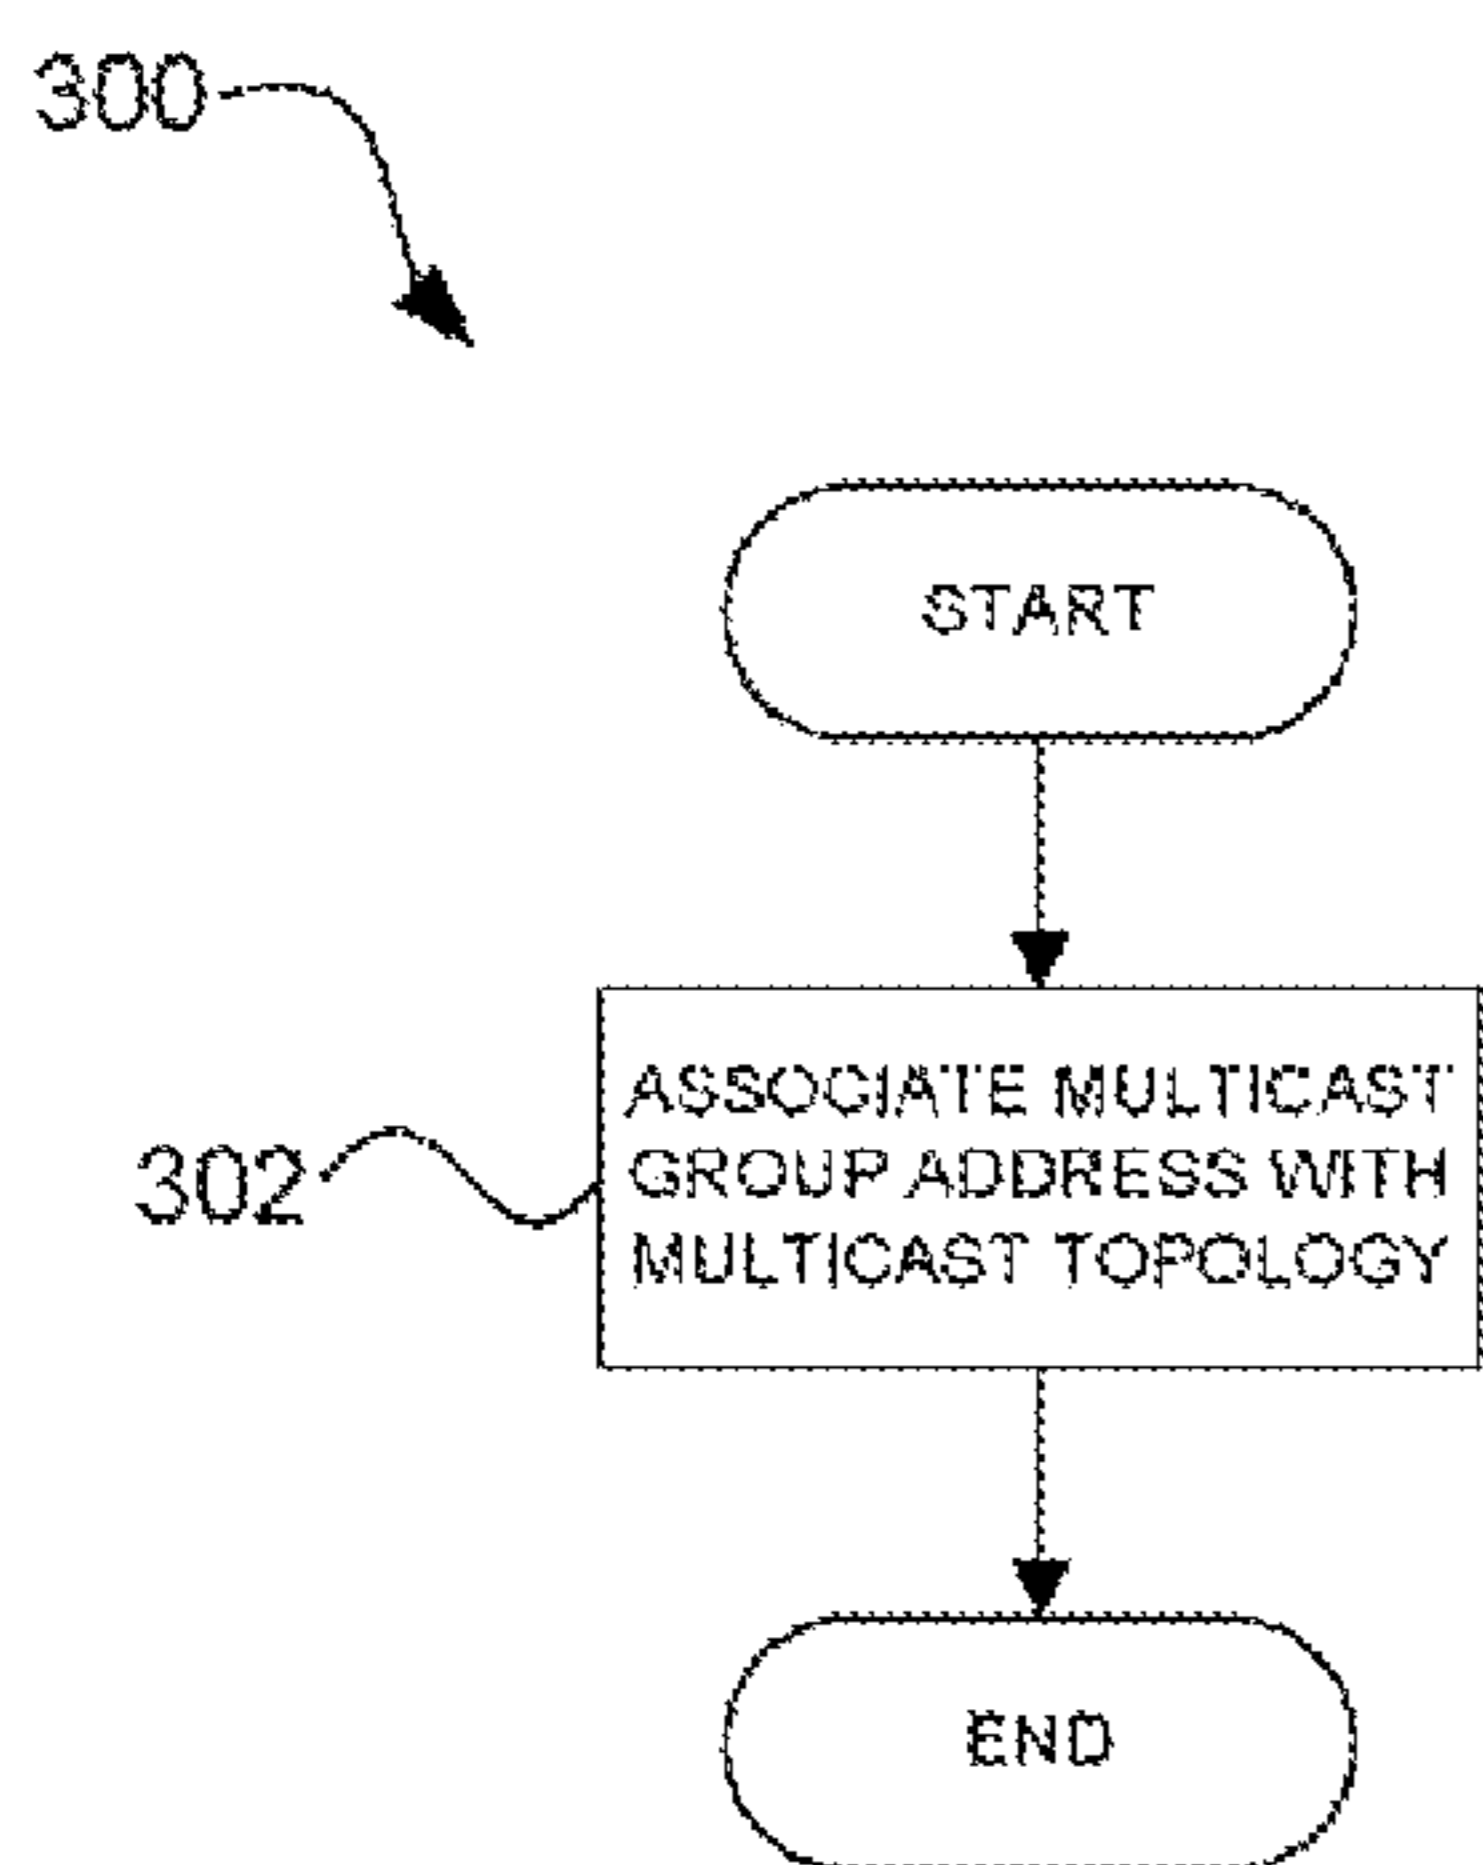 300
START
302
ASSOCIATE MULTICAST
GROUP ADDRESS WITH
MULTICAST TOPOLOGY
END